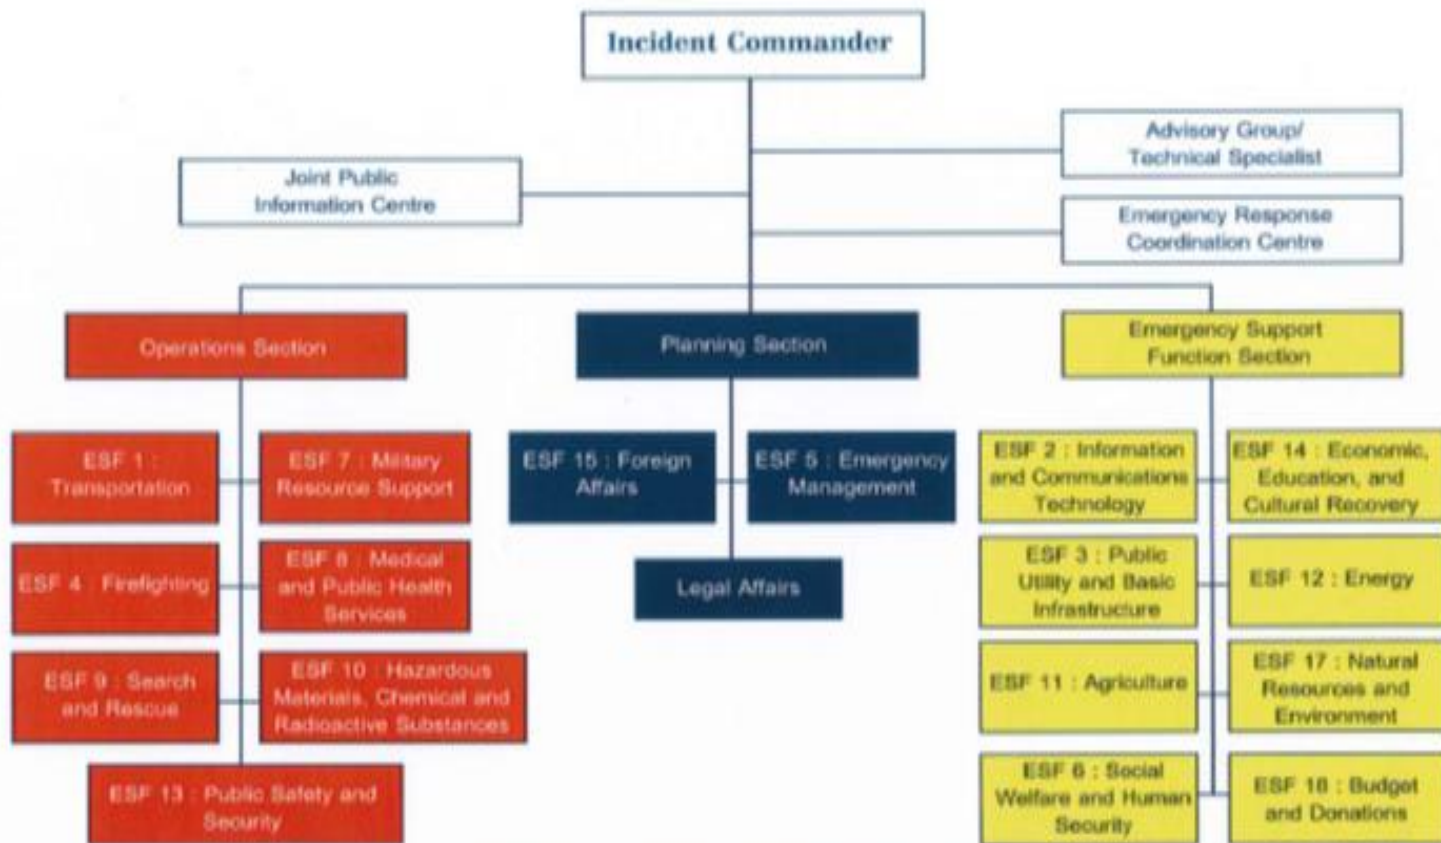 Incident Commander
Advisory Group/
Technical Specialist
Joint Public
Information Centre
Emergency Response
Coordination Centre
Operations Section
Planning Section
Emergency Support
Function Section
ESF 1 :
Transportation
ESF 7 : Military
Resource Support
ESF 15 : Foreign
Affairs
ESF 5 : Emergency
Management
ESF 2 : Information
and Communications
Technology
ESF 14 : Economic,
Education, and
Cultural Recovery
ESF 4 : Firefighting
ESF 8 : Medical
and Public Health
Services
Legal Affairs
ESF 3 : Public
Utility and Basic
Infrastructure
ESF 12 : Energy
ESF 9 : Search
and Rescue
ESF 10 : Hazardous
Materials, Chemical and
Radioactive Substances
ESF 11 : Agriculture
ESF 17 : Natural
Resources and
Environment
ESF 13 : Public Safety and
Security
ESF 6 : Social
Welfare and Human
Security
ESF 18 : Budget
and Donations